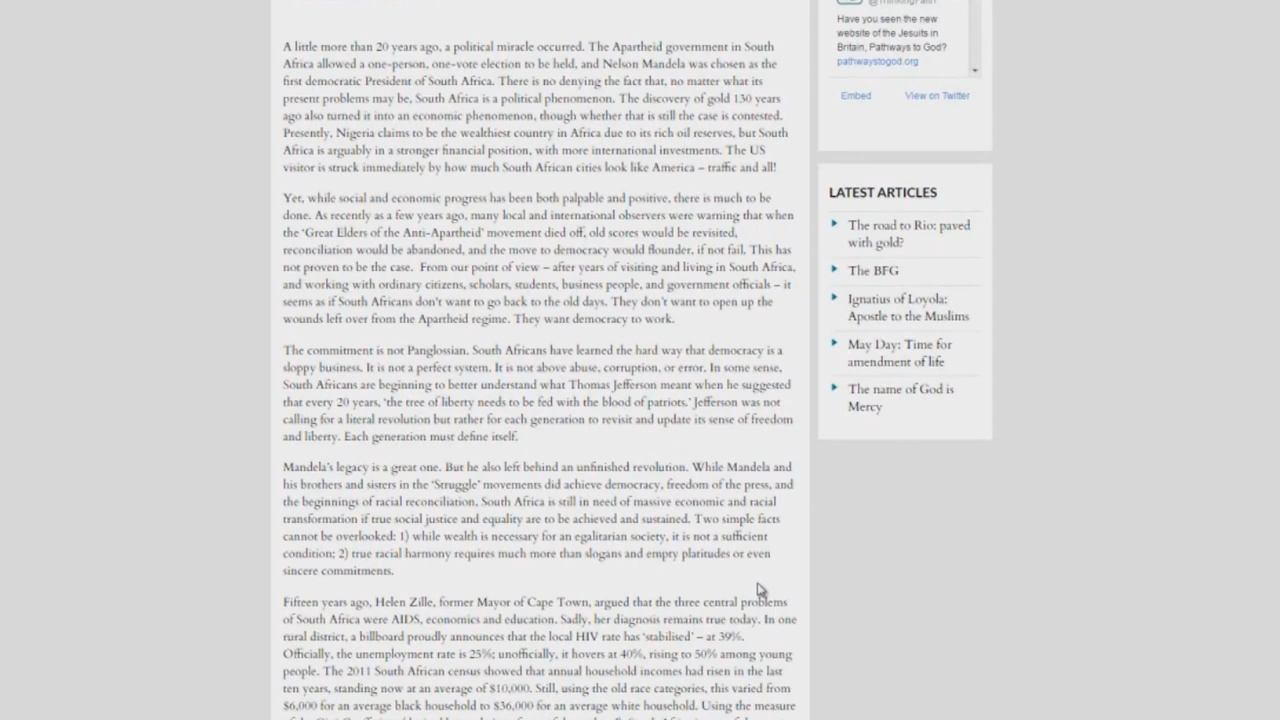 A little more than 20 years ago, a political miracle occurred. The Apartheid government in South
Africa allowed a one-person, one-vote election to be held, and Nelson Mandela was chosen as the
first democratic President of South Africa. There is no denying the fact that, no matter what its
present problems may be, South Africa is a political phenomenon. The discovery of gold 130 years
ago also turned it into an economic phenomenon, though whether that is still the case is contested.
Presently, Nigeria claims to be the wealthiest country in Africa due to its rich oil reserves, but South
Africa is arguably in a stronger financial position, with more international investments. The US
visitor is struck immediately by how much South African cities look like America – traffic and all!
Yet, while social and economic progress has been both palpable and positive, there is much to be
done. As recently as a few years ago, many local and international observers were warning that when
the ‘Great Elders of the Anti-Apartheid’ movement died off, old scores would be revisited,
reconciliation would be abandoned, and the move to democracy would flounder, if not fail. This has
not proven to be the case. From our point of view – after years of visiting and living in South Africa,
and working with ordinary citizens, scholars, students, business people, and government officials – it
seems as if South Africans don’t want to go back to the old days. They don’t want to open up the
wounds left over from the Apartheid regime. They want democracy to work.
The commitment is not Panglossian. South Africans have learned the hard way that democracy is a
sloppy business. It is not a perfect system. It is not above abuse, corruption, or error. In some sense,
South Africans are beginning to better understand what Thomas Jefferson meant when he suggested
that every 20 years, ‘the tree of liberty needs to be fed with the blood of patriots.’ Jefferson was not
calling for a literal revolution but rather for each generation to revisit and update its sense of freedom
and liberty. Each generation must define itself.
Mandela’s legacy is a great one. But he also left behind an unfinished revolution. While Mandela and
his brothers and sisters in the ‘Struggle’ movements did achieve democracy, freedom of the press, and
the beginnings of racial reconciliation, South Africa is still in need of massive economic and racial
transformation if true social justice and equality are to be achieved and sustained. Two simple facts
cannot be overlooked: 1) while wealth is necessary for an egalitarian society, it is not a sufficient
condition; 2) true racial harmony requires much more than slogans and empty platitudes or even
sincere commitments.
Fifteen years ago, Helen Zille, former Mayor of Cape Town, argued that the three central problems
of South Africa were AIDS, economics and education. Sadly, her diagnosis remains true today. In one
rural district, a billboard proudly announces that the local HIV rate has ‘stabilised’ – at 39%.
Officially, the unemployment rate is 25%; unofficially, it hovers at 40%, rising to 50% among young
people. The 2011 South African census showed that annual household incomes had risen in the last
ten years, standing now at an average of $10,000. Still, using the old race categories, this varied from
$6,000 for an average black household to $36,000 for an average white household. Using the measure
@ThinkingFaith
Have you seen the new
website of the Jesuits in
Britain, Pathways to God?
pathwaystogod.org
Embed
View on Twitter
LATEST ARTICLES
The road to Rio: paved
with gold?
The BFG
Ignatius of Loyola:
Apostle to the Muslims
May Day: Time for
amendment of life
The name of God is
Mercy